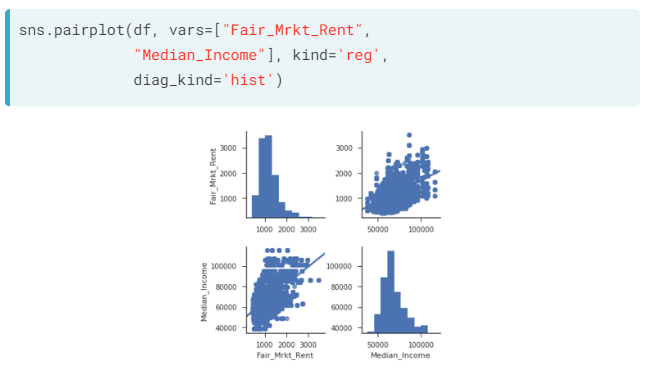 sns.pairplot(df, vars=["Fair_Mrkt_Rent",
"Median_Income"], kind='reg',
diag_kind='hist')
Fair_Mrkt_Rent
3000
2000
1000
1000 2000 3000
3000
2000
1000
50000 100000
Median_Income
100000
80000
60000
40000
1000 2000 3000
Fair_Mrkt_Rent
100000
80000
60000
40000
50000 100000
Median_Income